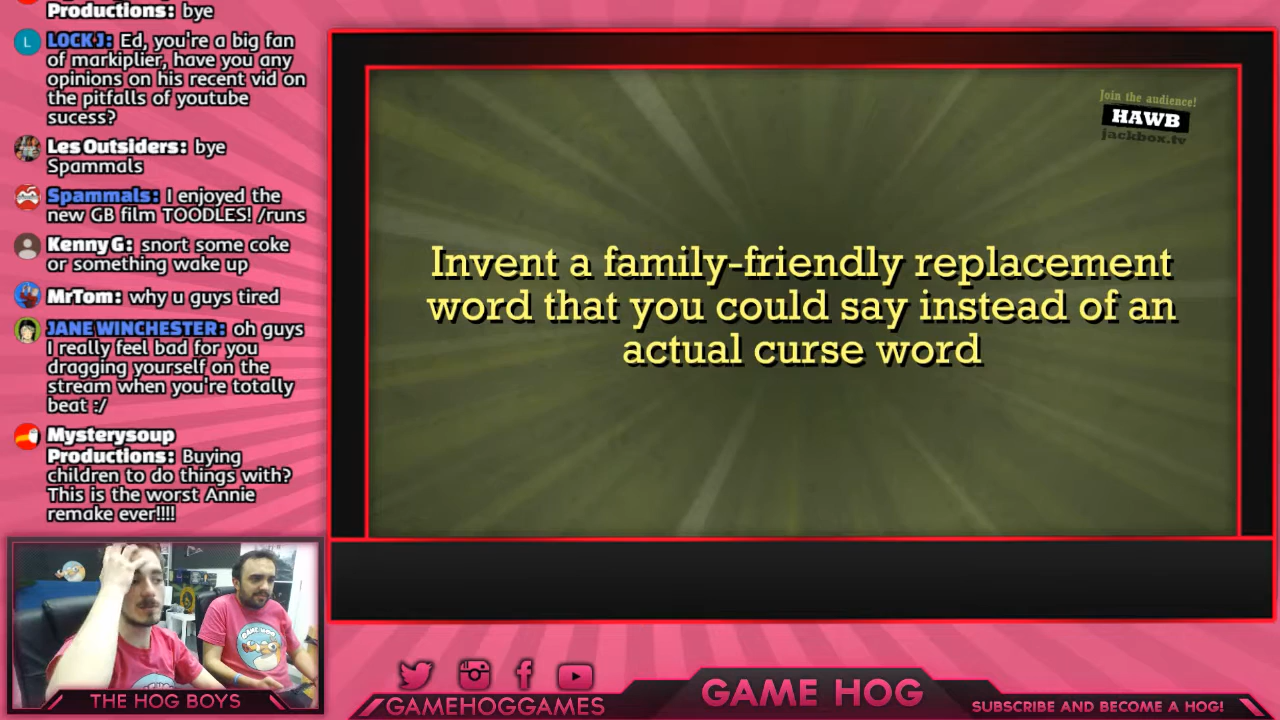 Productions: bye
LOCK J: Ed, you're a big fan
of markiplier, have you any
opinions on his recent vid on
the pitfalls of youtube
sucess?
Les Outsiders: bye
Spammals
Spammals: I enjoyed the
new GB film TOODLES! /runs
Kenny G: snort some coke
or something wake up
MrTom: why u guys tired
JANE WINCHESTER: oh guys
I really feel bad for you
dragging yourself on the
stream when you're totally
beat :/
Mysterysoup
Productions: Buying
children to do things with?
This is the worst Annie
remake ever!!!!
Join the audience!
HAWB
jackbox.tv
Invent a family-friendly replacement
word that you could say instead of an
actual curse word
GAME HOG
THE HOG BOYS
GAMEHOGGAMES
GAME HOG
SUBSCRIBE AND BECOME A HOG!